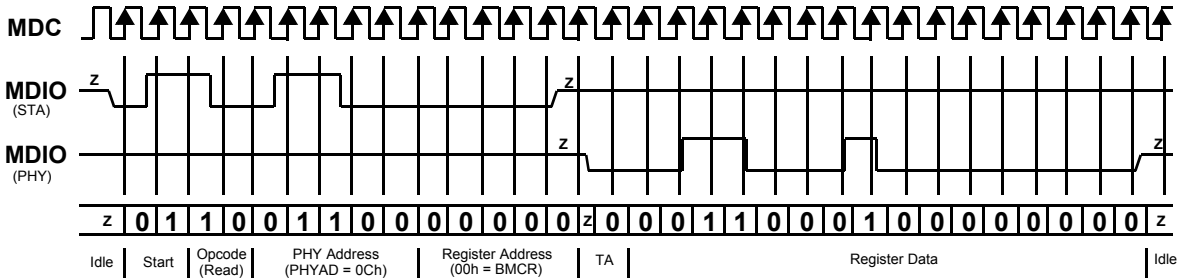 MDC
z z
MDIO
(STA)
z z
MDIO
(PHY)
z 0 1 1 0 0 1 1 0 0 0 0 0 0 0 z 0 0 0 1 1 0 0 0 1 0 0 0 0 0 0 0 0 z
Idle Start Opcode PHY Address Register Address TA Register Data Idle
(Read) (PHYAD = 0Ch) (00h = BMCR)